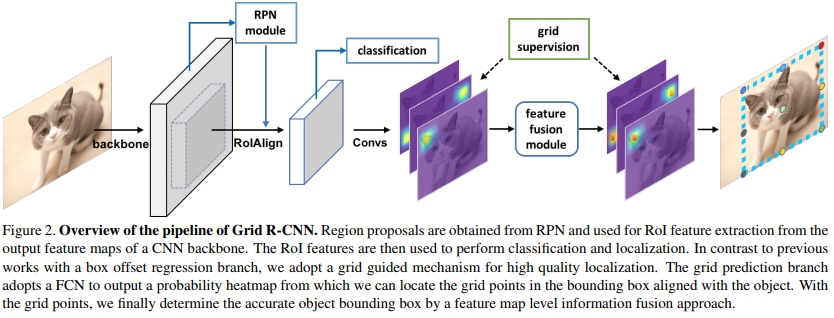 RPN
module
classification
grid
supervision
backbone
RoIAlign
Convs
feature
fusion
module
Figure 2. Overview of the pipeline of Grid R-CNN. Region proposals are obtained from RPN and used for RoI feature extraction from the
output feature maps of a CNN backbone. The RoI features are then used to perform classification and localization. In contrast to previous
works with a box offset regression branch, we adopt a grid guided mechanism for high quality localization. The grid prediction branch
adopts a FCN to output a probability heatmap from which we can locate the grid points in the bounding box aligned with the object. With
the grid points, we finally determine the accurate object bounding box by a feature map level information fusion approach.